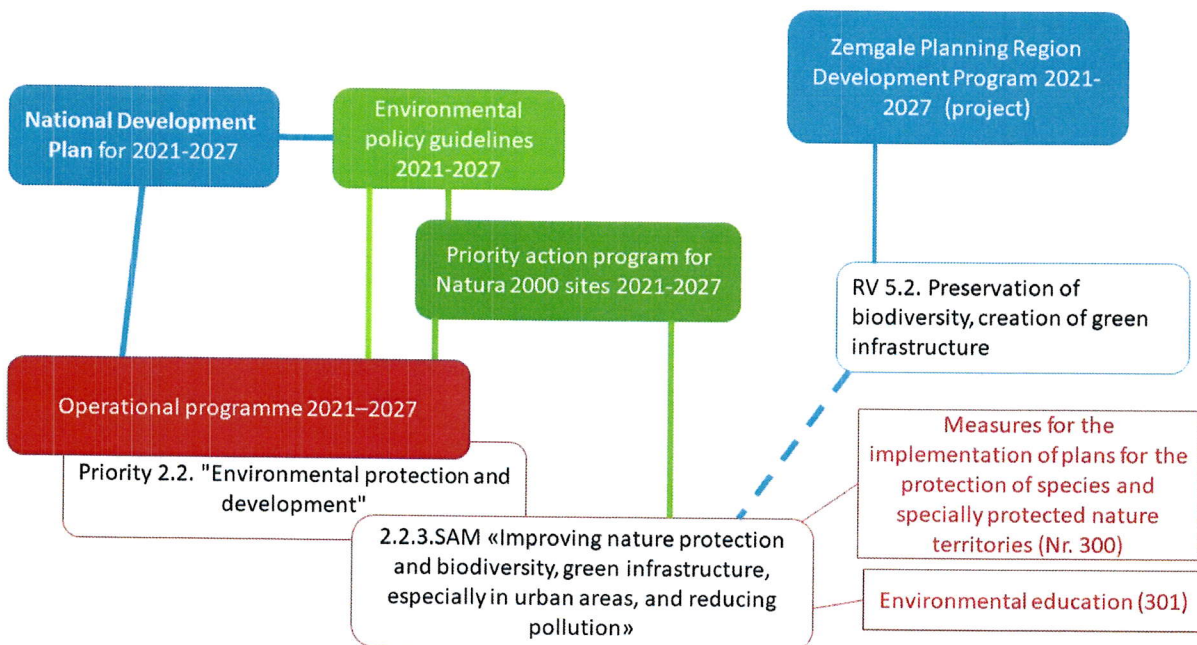 National Development
Plan for 2021-2027
Environmental
policy guidelines
2021-2027
Zemgale Planning Region
Development Program 2021-
2027 (project)
Priority action program for
Natura 2000 sites 2021-2027
RV 5.2. Preservation of
biodiversity, creation of green
infrastructure
Operational programme 2021–2027
Priority 2.2. "Environmental protection and
development"
2.2.3.SAM «Improving nature protection
and biodiversity, green infrastructure,
especially in urban areas, and reducing
pollution»
Measures for the
implementation of plans for the
protection of species and
specially protected nature
territories (Nr. 300)
Environmental education (301)